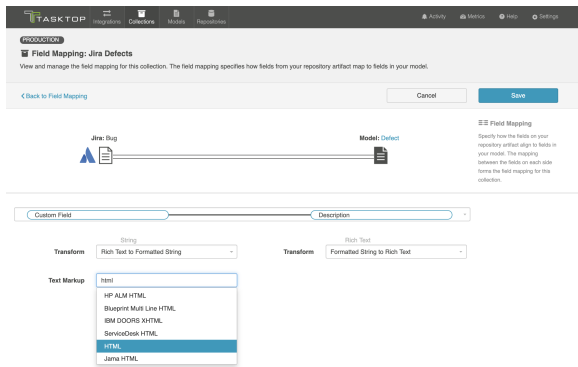 TASKTOP
Integrations
Collections
Models
Repositories
Activity
Metrics
Help
Settings
PRODUCTION
Field Mapping: Jira Defects
View and manage the field mapping for this collection. The field mapping specifies how fields from your repository artifact map to fields in your model.
Back to Field Mapping
Cancel
Save
Field Mapping
Specify how the fields on your
repository artifact align to fields in
your model. The mapping
between the fields on each side
forms the field mapping for this
collection.
Jira: Bug
Model: Defect
Custom Field
Description
String
Rich Text
Transform
Rich Text to Formatted String
Transform
Formatted String to Rich Text
Text Markup
html
HP ALM HTML
Blueprint Multi Line HTML
IBM DOORS XHTML
ServiceDesk HTML
HTML
Jama HTML